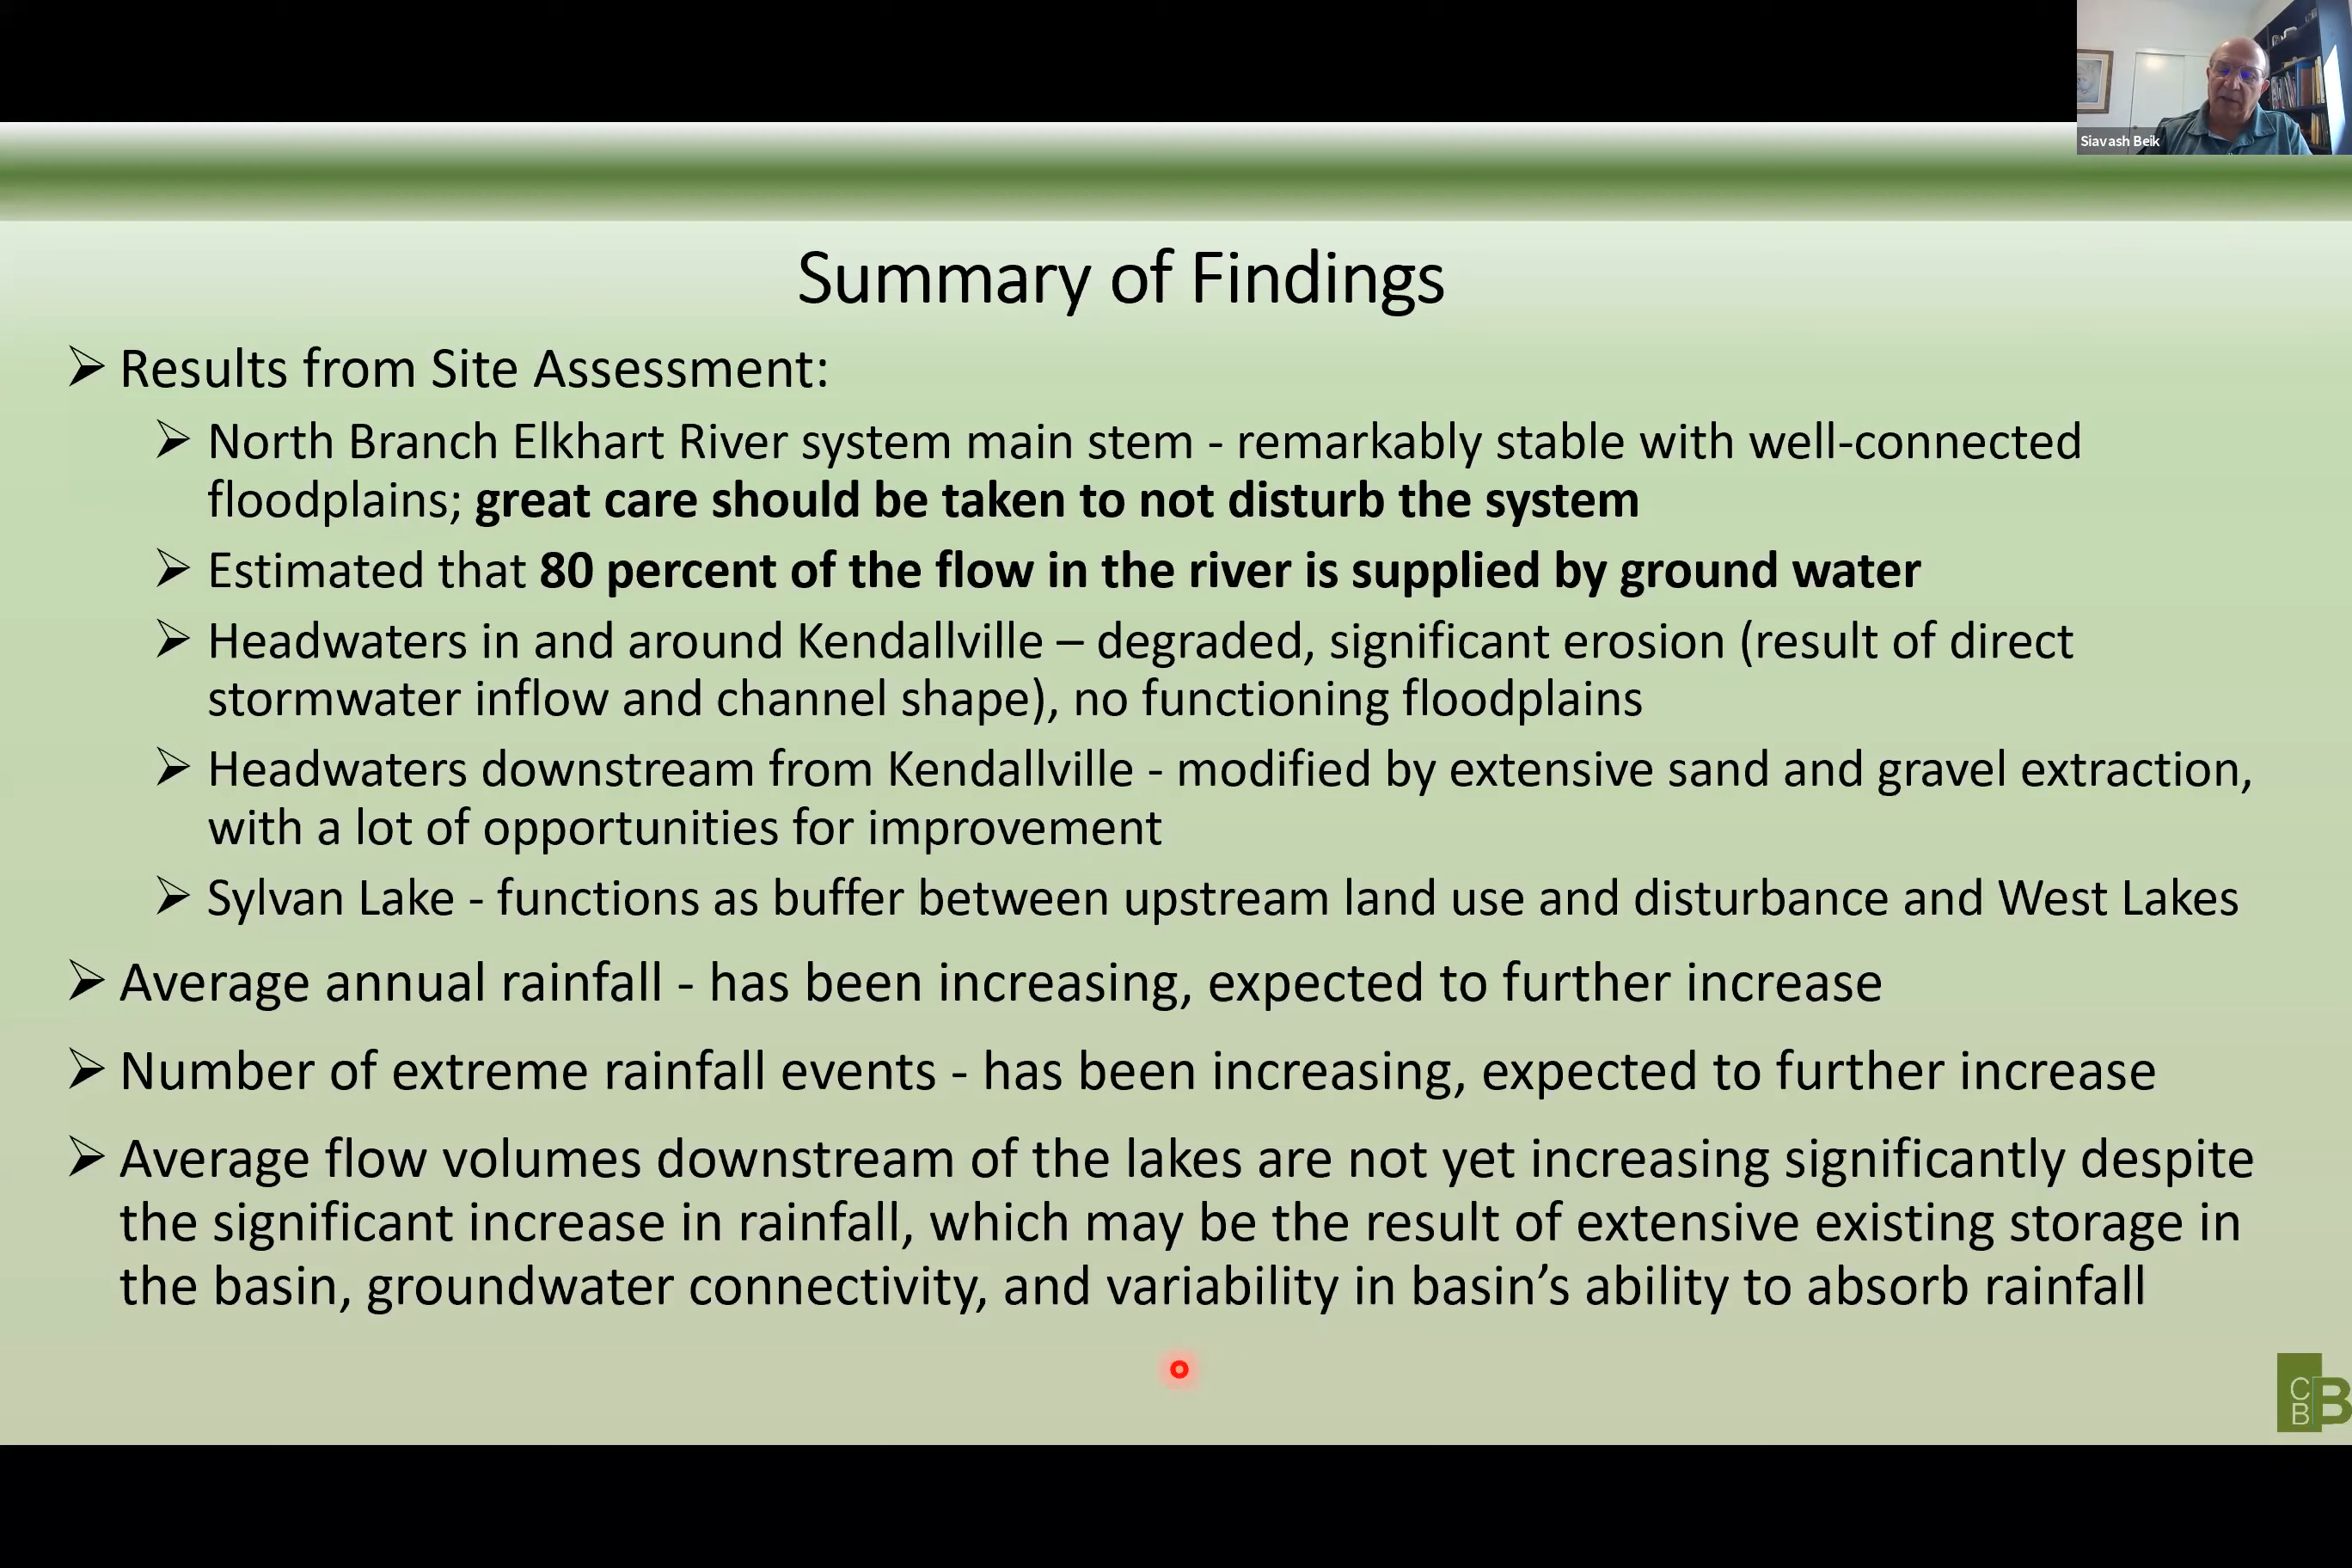 Siavash Beik
Summary of Findings
➢ Results from Site Assessment:
➢ North Branch Elkhart River system main stem - remarkably stable with well-connected
floodplains; great care should be taken to not disturb the system
➢ Estimated that 80 percent of the flow in the river is supplied by ground water
➢ Headwaters in and around Kendallville – degraded, significant erosion (result of direct
stormwater inflow and channel shape), no functioning floodplains
➢ Headwaters downstream from Kendallville - modified by extensive sand and gravel extraction,
with a lot of opportunities for improvement
➢ Sylvan Lake - functions as buffer between upstream land use and disturbance and West Lakes
➢ Average annual rainfall - has been increasing, expected to further increase
➢ Number of extreme rainfall events - has been increasing, expected to further increase
➢ Average flow volumes downstream of the lakes are not yet increasing significantly despite
the significant increase in rainfall, which may be the result of extensive existing storage in
the basin, groundwater connectivity, and variability in basin’s ability to absorb rainfall
CB
B